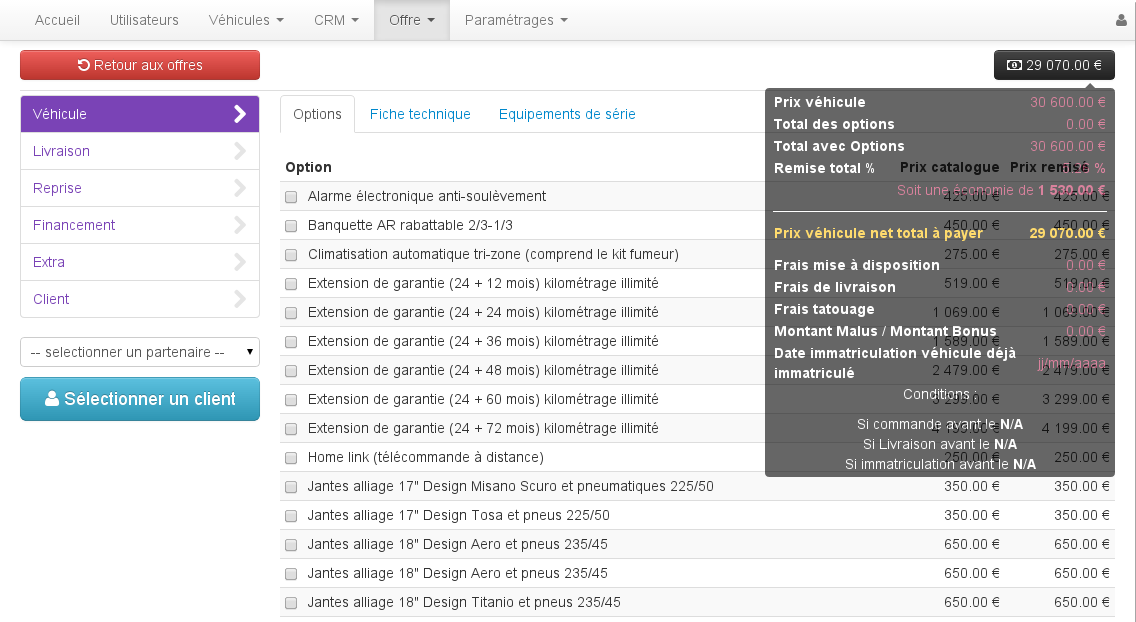 Accueil Utilisateurs Véhicules CRM Offre Paramétrages
Retour aux offres 29 070.00 €
Véhicule
Livraison
Reprise
Financement
Extra
Client
-- selectionner un partenaire --
Sélectionner un client
Options Fiche technique Equipements de série
Option Prix catalogue Prix remisé
Alarme électronique anti-soulèvement 425.00 € 425.00 €
Banquette AR rabattable 2/3-1/3 450.00 € 450.00 €
Climatisation automatique tri-zone (comprend le kit fumeur) 275.00 € 275.00 €
Extension de garantie (24 + 12 mois) kilométrage illimité 519.00 € 519.00 €
Extension de garantie (24 + 24 mois) kilométrage illimité 1 069.00 € 1 069.00 €
Extension de garantie (24 + 36 mois) kilométrage illimité 1 589.00 € 1 589.00 €
Extension de garantie (24 + 48 mois) kilométrage illimité 2 479.00 € 2 479.00 €
Extension de garantie (24 + 60 mois) kilométrage illimité 3 299.00 € 3 299.00 €
Extension de garantie (24 + 72 mois) kilométrage illimité 4 199.00 € 4 199.00 €
Home link (télécommande à distance) 250.00 € 250.00 €
Jantes alliage 17" Design Misano Scuro et pneumatiques 225/50 350.00 € 350.00 €
Jantes alliage 17" Design Tosa et pneus 225/50 350.00 € 350.00 €
Jantes alliage 18" Design Aero et pneus 235/45 650.00 € 650.00 €
Jantes alliage 18" Design Aero et pneus 235/45 650.00 € 650.00 €
Jantes alliage 18" Design Titanio et pneus 235/45 650.00 € 650.00 €
Prix véhicule 30 600.00 €
Total des options 0.00 €
Total avec Options 30 600.00 €
Remise total % %
Soit une économie de 1 530.00 €
Prix véhicule net total à payer 29 070.00 €
Frais mise à disposition 0.00 €
Frais de livraison 0.00 €
Frais tatouage 0.00 €
Montant Malus / Montant Bonus 0.00 €
Date immatriculation véhicule déjà
immatriculé jj/mm/aaaa
Conditions :
Si commande avant le N/A
Si Livraison avant le N/A
Si immatriculation avant le N/A